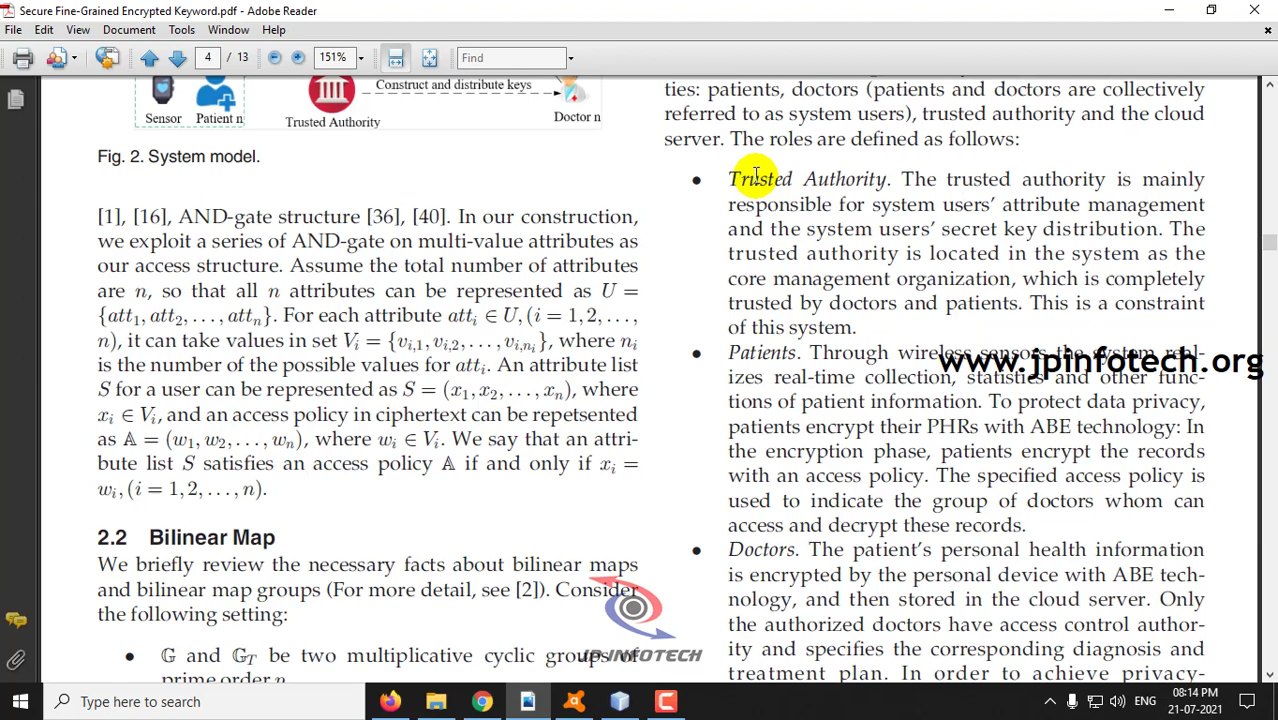 Secure Fine-Grained Encrypted Keyword.pdf - Adobe Reader
File Edit View Document Tools Window Help
4 / 13 151% Find
Sensor Patient n Trusted Authority Construct and distribute keys Doctor n
Fig. 2. System model.
[1], [16], AND-gate structure [36], [40]. In our construction,
we exploit a series of AND-gate on multi-value attributes as
our access structure. Assume the total number of attributes
are n, so that all n attributes can be represented as U =
{att₁, att₂, . . . , attₙ}. For each attribute attᵢ ∈ U, (i = 1, 2, . . . ,
n), it can take values in set Vᵢ = {vᵢ,₁, vᵢ,₂, . . . , vᵢ,ₙᵢ}, where nᵢ
is the number of the possible values for attᵢ. An attribute list
S for a user can be represented as S = (x₁, x₂, . . . , xₙ), where
xᵢ ∈ Vᵢ, and an access policy in ciphertext can be repetsented
as 𝔸 = (w₁, w₂, . . . , wₙ), where wᵢ ∈ Vᵢ. We say that an attri-
bute list S satisfies an access policy 𝔸 if and only if xᵢ =
wᵢ, (i = 1, 2, . . . , n).
2.2 Bilinear Map
We briefly review the necessary facts about bilinear maps
and bilinear map groups (For more detail, see [2]). Consider
the following setting:
• 𝔾 and 𝔾T be two multiplicative cyclic groups of
prime order p.
ties: patients, doctors (patients and doctors are collectively
referred to as system users), trusted authority and the cloud
server. The roles are defined as follows:
• Trusted Authority. The trusted authority is mainly
responsible for system users' attribute management
and the system users' secret key distribution. The
trusted authority is located in the system as the
core management organization, which is completely
trusted by doctors and patients. This is a constraint
of this system.
• Patients. Through wireless sensors the system real-
izes real-time collection, statistics and other func-
tions of patient information. To protect data privacy,
patients encrypt their PHRs with ABE technology: In
the encryption phase, patients encrypt the records
with an access policy. The specified access policy is
used to indicate the group of doctors whom can
access and decrypt these records.
• Doctors. The patient's personal health information
is encrypted by the personal device with ABE tech-
nology, and then stored in the cloud server. Only
the authorized doctors have access control author-
ity and specifies the corresponding diagnosis and
treatment plan. In order to achieve privacy-
www.jpinfotech.org
JP INFOTECH
Type here to search
ENG
08:14 PM
21-07-2021